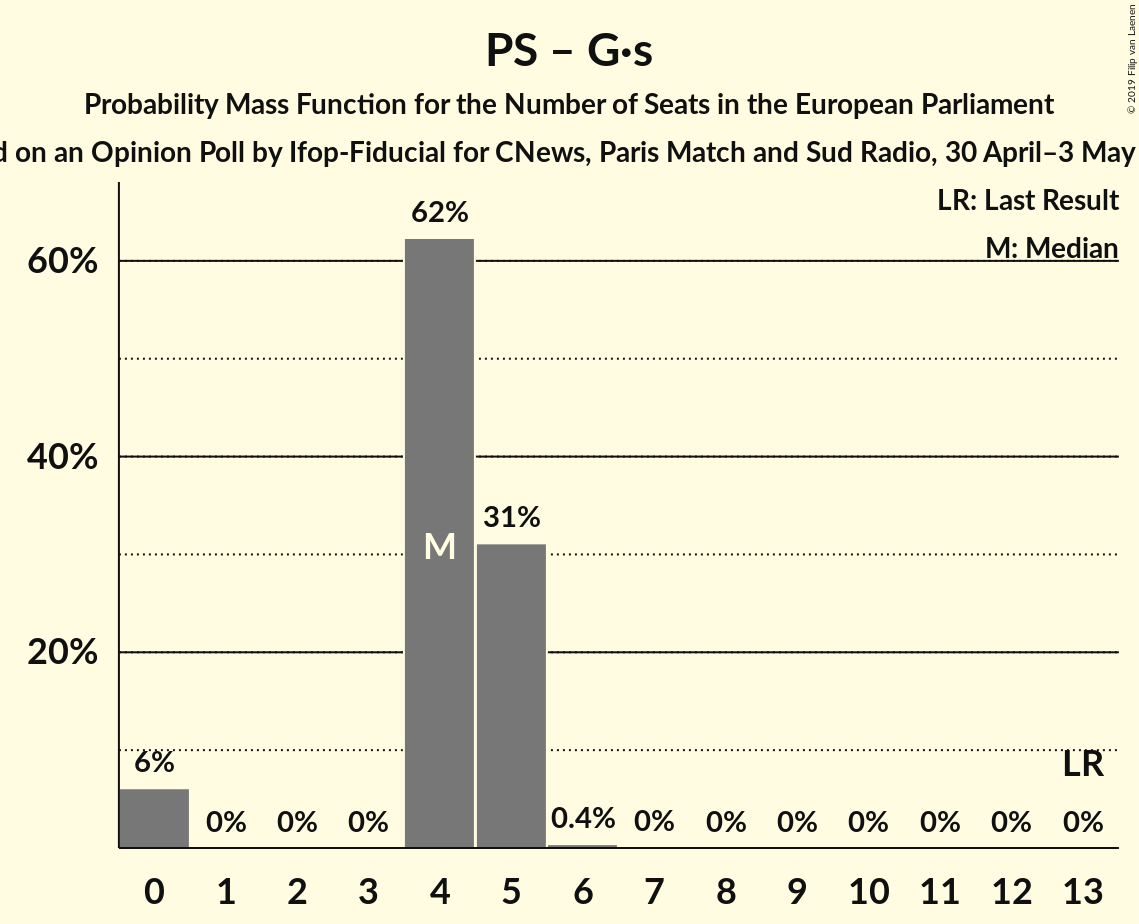 PS – G·s
Probability Mass Function for the Number of Seats in the European Parliament
on an Opinion Poll by Ifop-Fiducial for CNews, Paris Match and Sud Radio, 30 April–3 May
© 2019 Filip van Laenen
LR: Last Result
M: Median
62%
60%
40%
31%
M
20%
6%
LR
0% 0% 0% 0.4% 0% 0% 0% 0% 0% 0% 0%
0 1 2 3 4 5 6 7 8 9 10 11 12 13